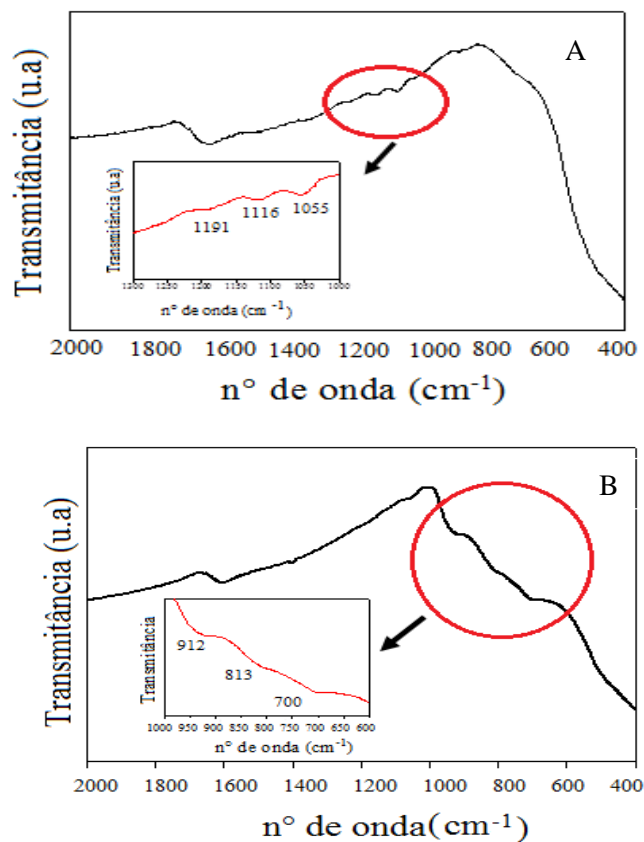 A
Transmitância (u.a)
Transmitância (u.a)
1191
1116
1055
1300 1250 1200 1150 1100 1050 1000
n° de onda (cm ⁻¹)
2000 1800 1600 1400 1200 1000 800 600 400
n° de onda (cm⁻¹)
B
Transmitância (u.a)
Transmitância
912
813
700
1000 950 900 850 800 750 700 650 600
n° de onda (cm⁻¹)
2000 1800 1600 1400 1200 1000 800 600 400
n° de onda(cm⁻¹)